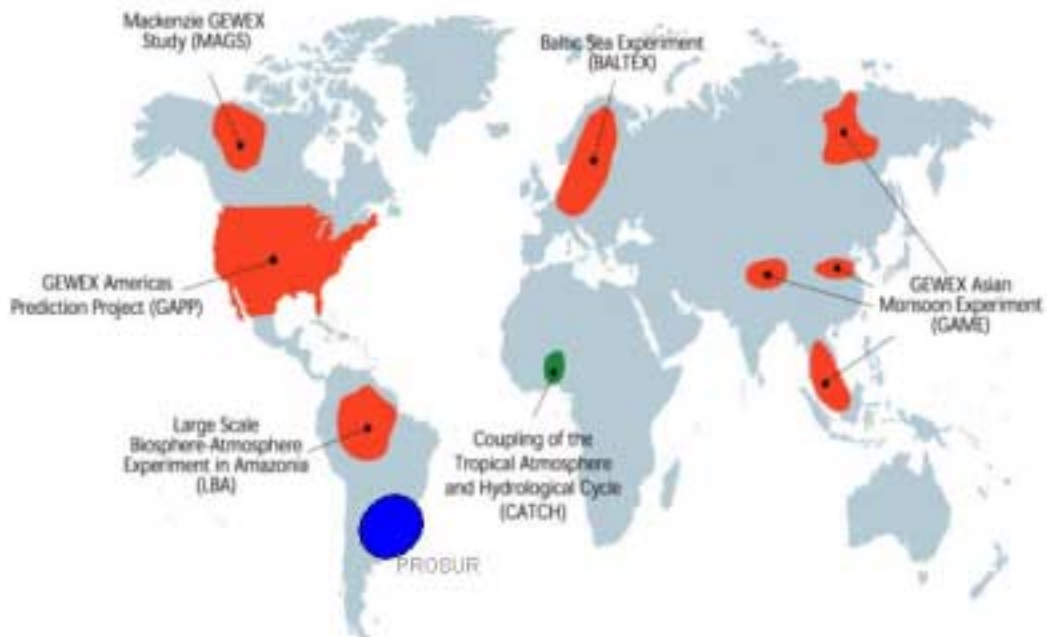 Mackenzie GEWEX
Study (MAGS)
Baltic Sea Experiment
(BALTEX)
GEWEX Americas
Prediction Project (GAPP)
GEWEX Asian
Monsoon Experiment
(GAME)
Large Scale
Biosphere-Atmosphere
Experiment in Amazonia
(LBA)
Coupling of the
Tropical Atmosphere
and Hydrological Cycle
(CATCH)
PROSUR